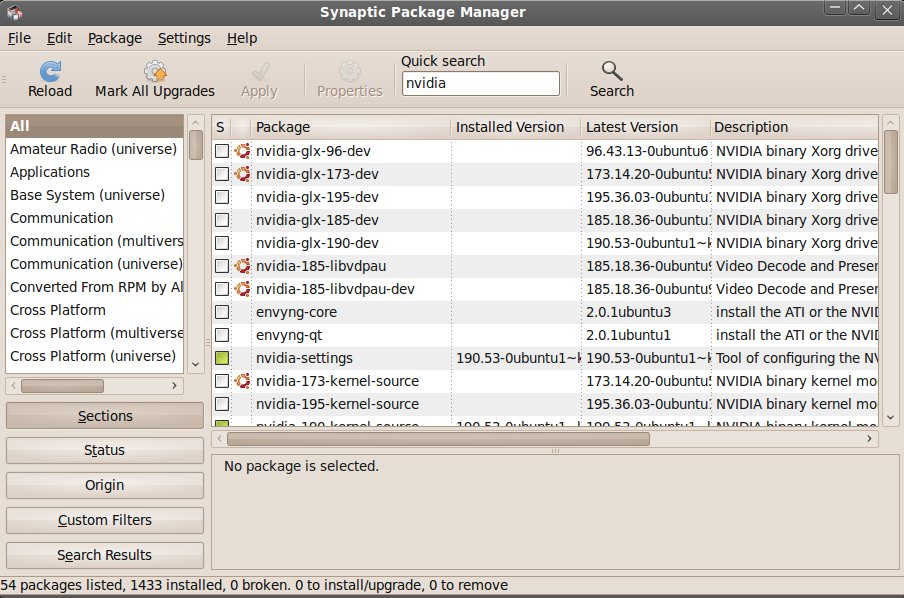 Synaptic Package Manager
File Edit Package Settings Help
Reload Mark All Upgrades Apply Properties Quick search nvidia Search
All
Amateur Radio (universe)
Applications
Base System (universe)
Communication
Communication (multivers
Communication (universe)
Converted From RPM by Al
Cross Platform
Cross Platform (multiverse
Cross Platform (universe)
Sections
Status
Origin
Custom Filters
Search Results
S Package Installed Version Latest Version Description
nvidia-glx-96-dev 96.43.13-0ubuntu6 NVIDIA binary Xorg drive
nvidia-glx-173-dev 173.14.20-0ubuntu5 NVIDIA binary Xorg drive
nvidia-glx-195-dev 195.36.03-0ubuntu1 NVIDIA binary Xorg drive
nvidia-glx-185-dev 185.18.36-0ubuntu1 NVIDIA binary Xorg drive
nvidia-glx-190-dev 190.53-0ubuntu1~k NVIDIA binary Xorg drive
nvidia-185-libvdpau 185.18.36-0ubuntu9 Video Decode and Preser
nvidia-185-libvdpau-dev 185.18.36-0ubuntu9 Video Decode and Preser
envyng-core 2.0.1ubuntu3 install the ATI or the NVID
envyng-qt 2.0.1ubuntu1 install the ATI or the NVID
nvidia-settings 190.53-0ubuntu1~k 190.53-0ubuntu1~k Tool of configuring the NV
nvidia-173-kernel-source 173.14.20-0ubuntu5 NVIDIA binary kernel mo
nvidia-195-kernel-source 195.36.03-0ubuntu1 NVIDIA binary kernel mo
nvidia-190-kernel-source 190.53-0ubuntu1 190.53-0ubuntu1 NVIDIA binary kernel mo
No package is selected.
54 packages listed, 1433 installed, 0 broken. 0 to install/upgrade, 0 to remove